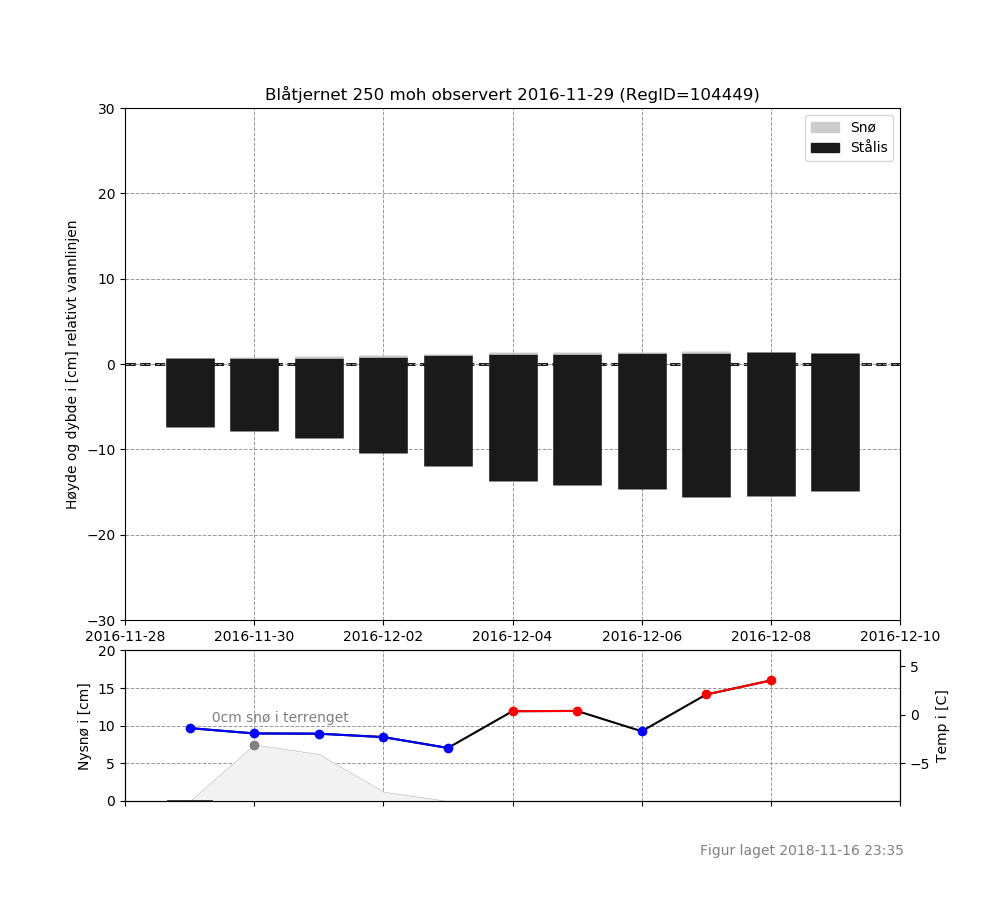 Blåtjernet 250 moh observert 2016-11-29 (RegID=104449)
30
20
10
0
−10
−20
−30
Høyde og dybde i [cm] relativt vannlinjen
Snø
Stålis
2016-11-28 2016-11-30 2016-12-02 2016-12-04 2016-12-06 2016-12-08 2016-12-10
20
15
10
5
0
Nysnø i [cm]
0cm snø i terrenget
5
0
−5
Temp i [C]
Figur laget 2018-11-16 23:35